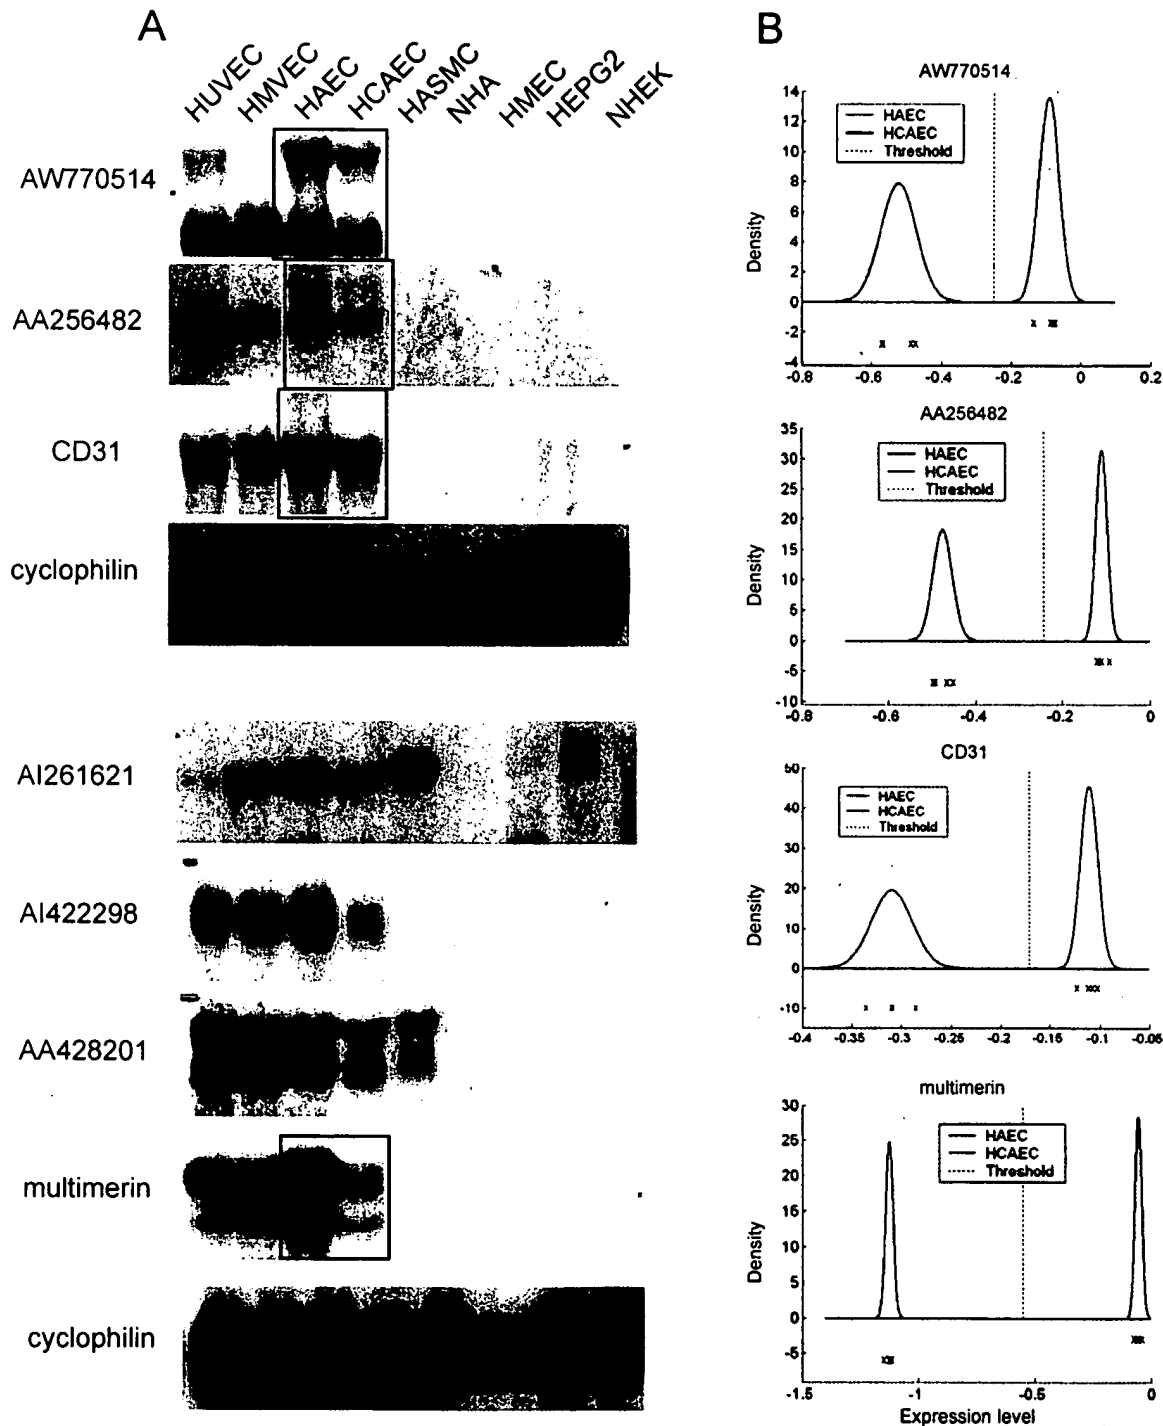 A
HUVEC
HMVEC
HAEC
HCAEC
HASMC
NHA
HMEC
HEPG2
NHEK
AW770514
AA256482
CD31
cyclophilin
AI261621
AI422298
AA428201
multimerin
cyclophilin
B
AW770514
HAEC
HCAEC
Threshold
Density
14
12
10
8
6
4
2
0
-2
-4
-0.8
-0.6
-0.4
-0.2
0
0.2
AA256482
HAEC
HCAEC
Threshold
Density
35
30
25
20
15
10
5
0
-5
-10
-0.8
-0.6
-0.4
-0.2
0
CD31
HAEC
HCAEC
Threshold
Density
50
40
30
20
10
0
-10
-0.4
-0.35
-0.3
-0.25
-0.2
-0.15
-0.1
-0.05
multimerin
HAEC
HCAEC
Threshold
Density
30
25
20
15
10
5
0
-5
-1.5
-1
-0.5
0
Expression level